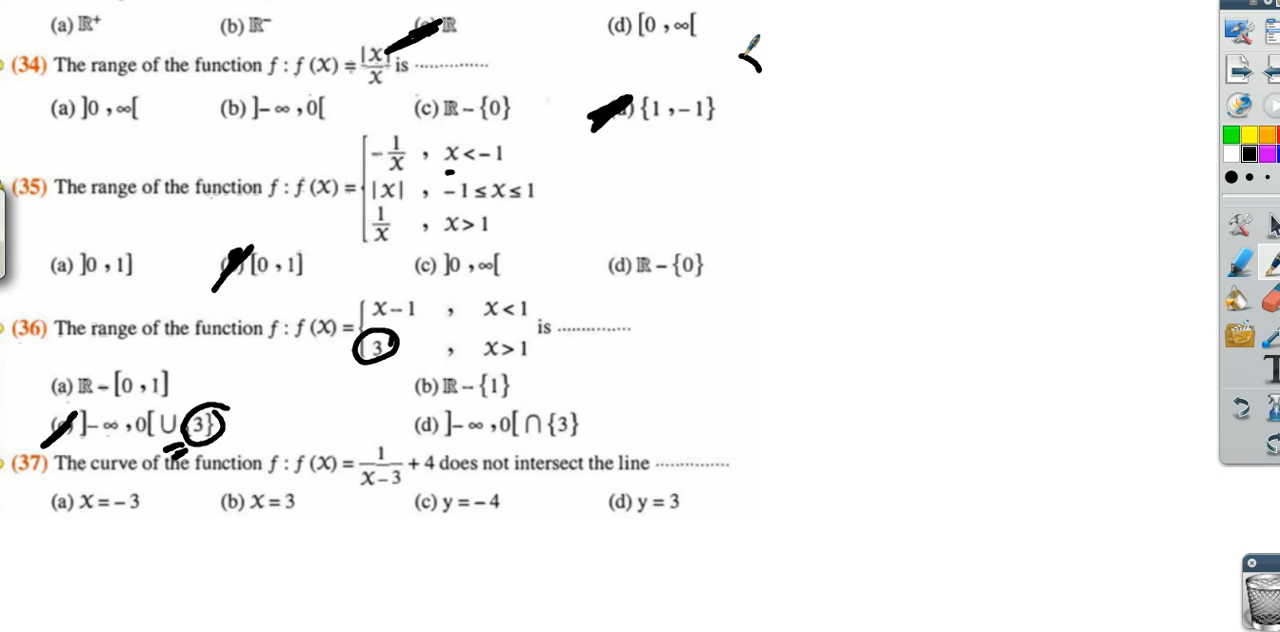 (a) ℝ⁺ (b) ℝ⁻ ℝ (d) [0 , ∞[
(34) The range of the function f : f (X) = |X|/X is ..............
(a) ]0 , ∞[ (b) ]– ∞ , 0[ (c) ℝ – {0} {1 , – 1}
– 1/X , X < – 1
(35) The range of the function f : f (X) = |X| , – 1 ≤ X ≤ 1
1/X , X > 1
(a) ]0 , 1] [0 , 1] (c) ]0 , ∞[ (d) ℝ – {0}
X – 1 , X < 1
(36) The range of the function f : f (X) = is ..............
3 , X > 1
(a) ℝ – [0 , 1] (b) ℝ – {1}
]– ∞ , 0[ ∪ {3} (d) ]– ∞ , 0[ ∩ {3}
(37) The curve of the function f : f (X) = 1/(X – 3) + 4 does not intersect the line ..............
(a) X = – 3 (b) X = 3 (c) y = – 4 (d) y = 3